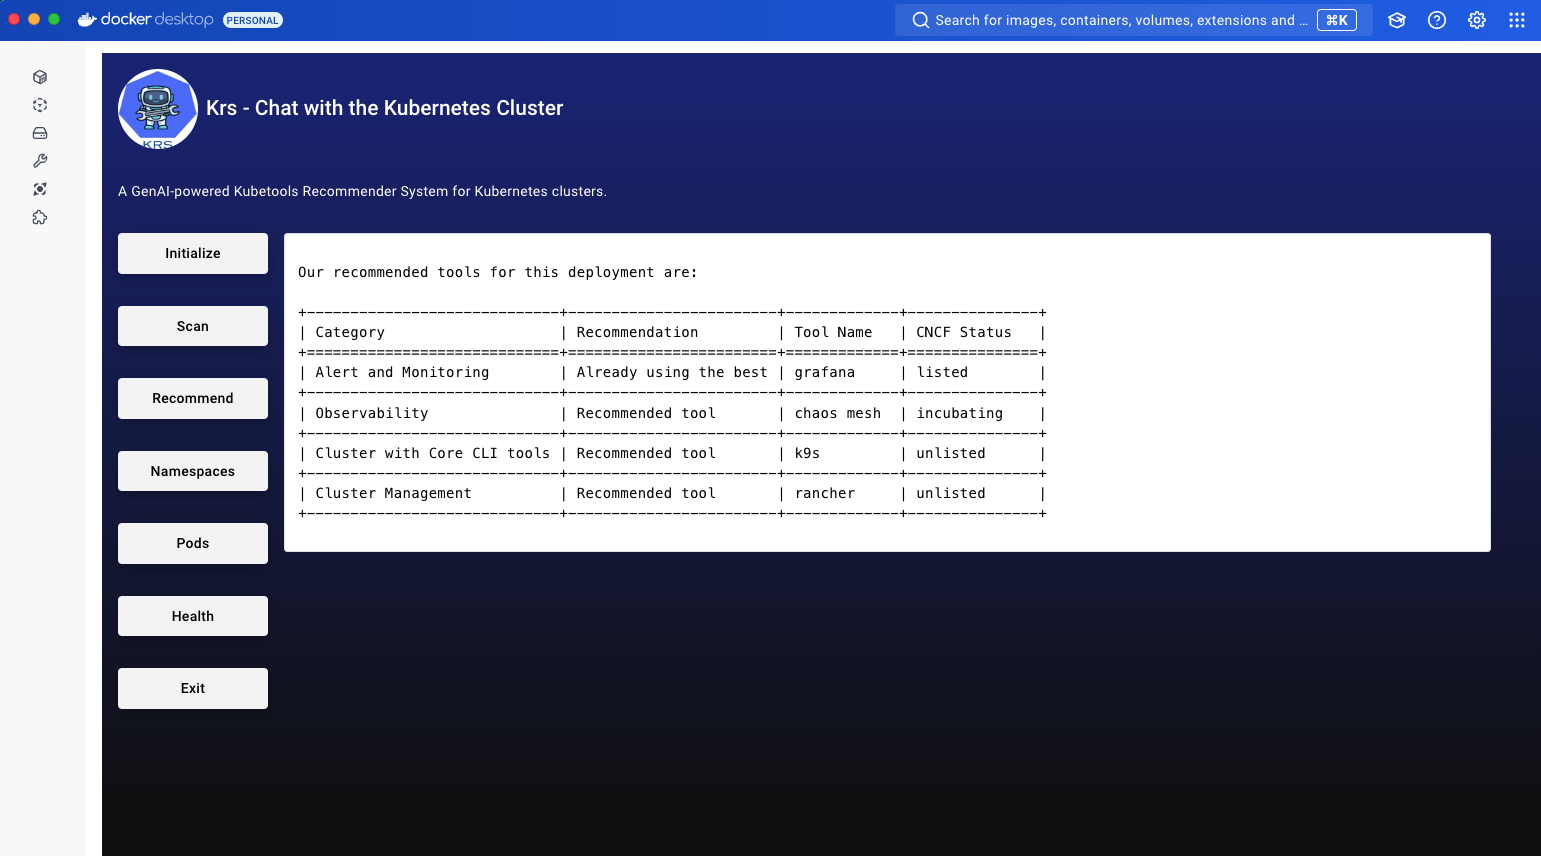 docker desktop PERSONAL
Search for images, containers, volumes, extensions and ... ⌘K
KRS
Krs - Chat with the Kubernetes Cluster
A GenAI-powered Kubetools Recommender System for Kubernetes clusters.
Initialize
Scan
Recommend
Namespaces
Pods
Health
Exit
Our recommended tools for this deployment are:
+-----------------------------+------------------------+-------------+---------------+
| Category                    | Recommendation         | Tool Name   | CNCF Status   |
+=============================+========================+=============+===============+
| Alert and Monitoring        | Already using the best | grafana     | listed        |
+-----------------------------+------------------------+-------------+---------------+
| Observability               | Recommended tool       | chaos mesh  | incubating    |
+-----------------------------+------------------------+-------------+---------------+
| Cluster with Core CLI tools | Recommended tool       | k9s         | unlisted      |
+-----------------------------+------------------------+-------------+---------------+
| Cluster Management          | Recommended tool       | rancher     | unlisted      |
+-----------------------------+------------------------+-------------+---------------+